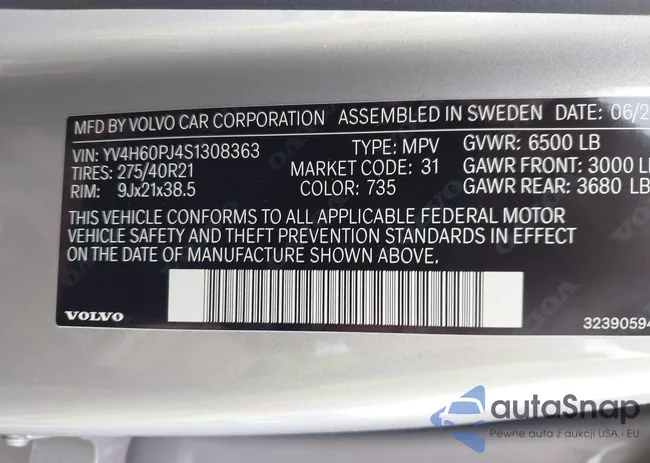 MFD BY VOLVO CAR CORPORATION ASSEMBLED IN SWEDEN DATE: 06/2
VIN: YV4H60PJ4S1308363 TYPE: MPV GVWR: 6500 LB
TIRES: 275/40R21 MARKET CODE: 31 GAWR FRONT: 3000 L
RIM: 9Jx21x38.5 COLOR: 735 GAWR REAR: 3680 LB
THIS VEHICLE CONFORMS TO ALL APPLICABLE FEDERAL MOTOR
VEHICLE SAFETY AND THEFT PREVENTION STANDARDS IN EFFECT
ON THE DATE OF MANUFACTURE SHOWN ABOVE.
VOLVO 3239059
autoSnap
Pewne auta z aukcji USA i EU